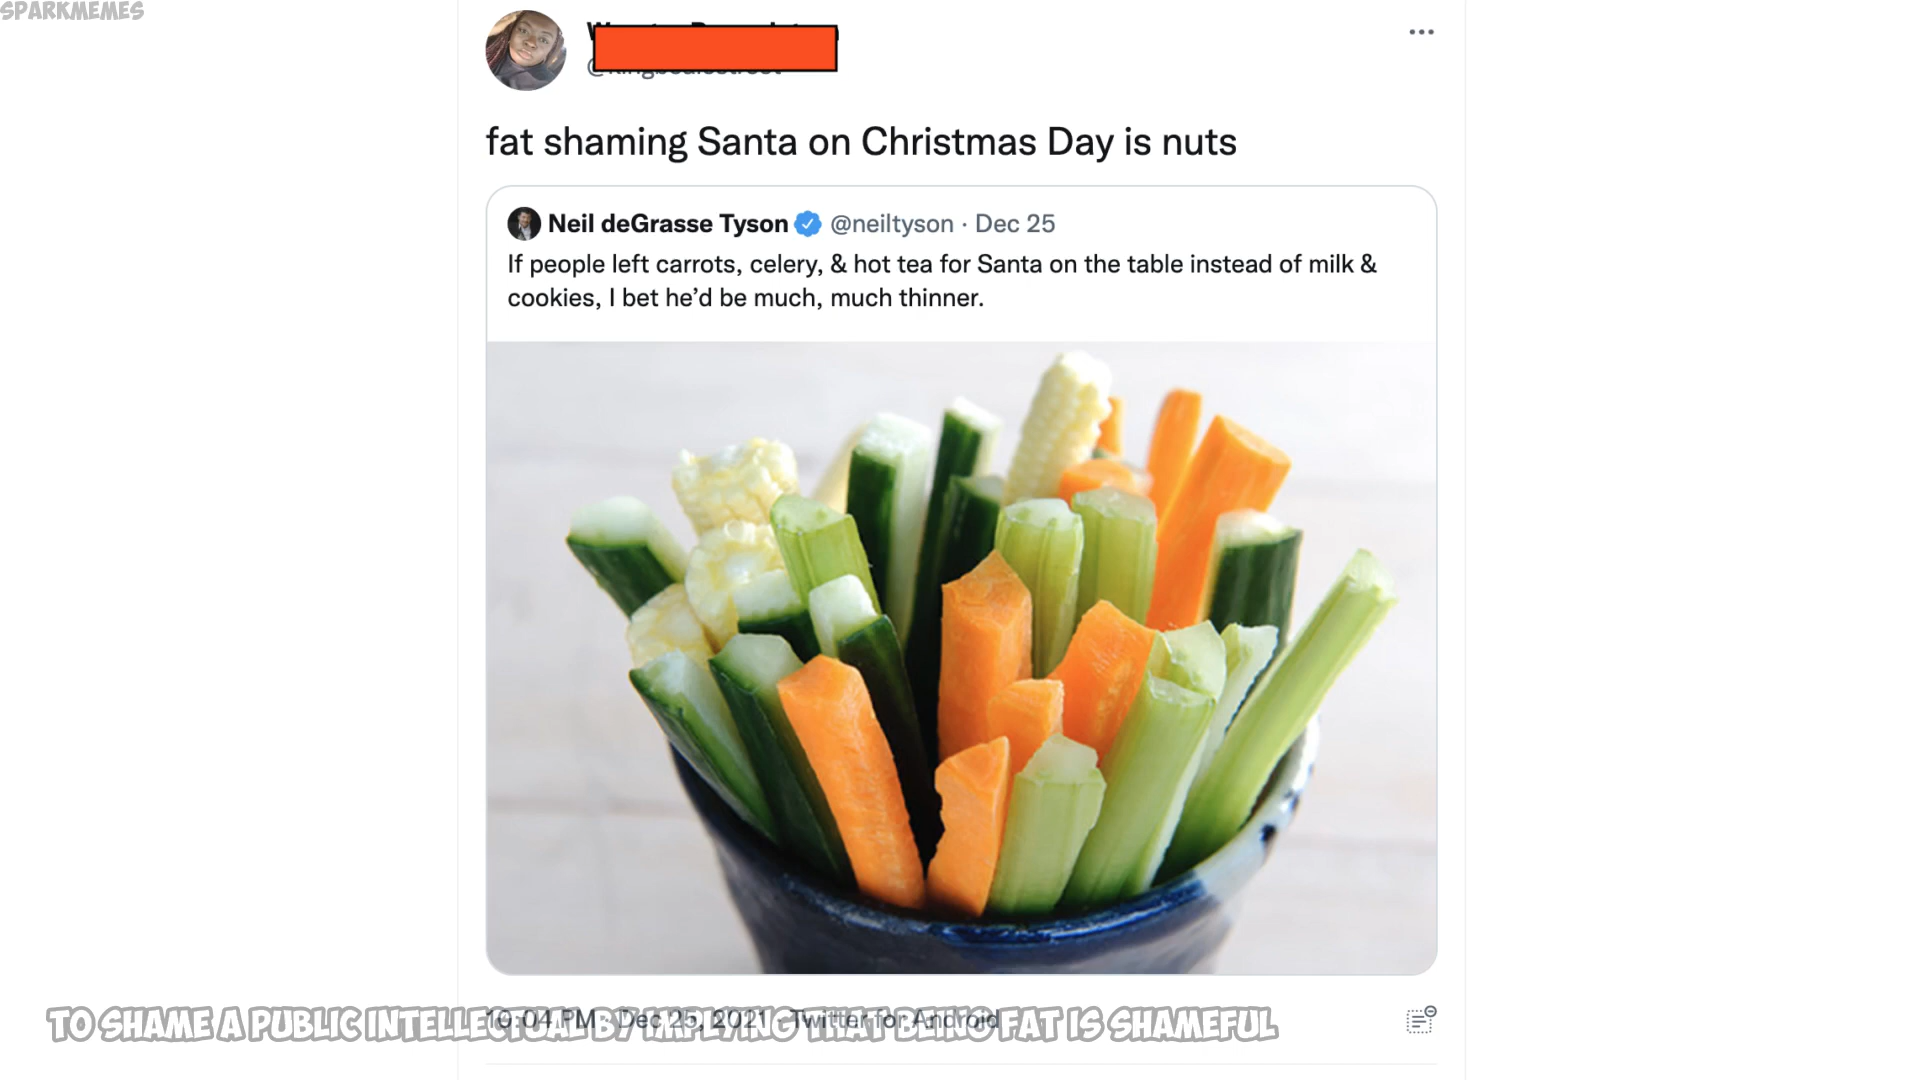 SPARKMEMES
fat shaming Santa on Christmas Day is nuts
Neil deGrasse Tyson @neiltyson · Dec 25
If people left carrots, celery, & hot tea for Santa on the table instead of milk &
cookies, I bet he’d be much, much thinner.
10:04 PM · Dec 25, 2021 · Twitter for Android
TO SHAME A PUBLIC INTELLECTUAL BY IMPLYING THAT BEING FAT IS SHAMEFUL